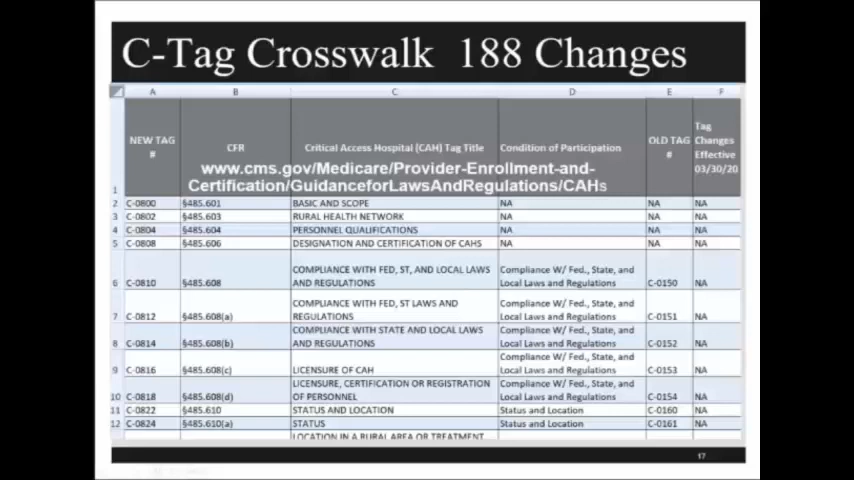 C-Tag Crosswalk 188 Changes
A B C D E F
NEW TAG # CFR Critical Access Hospital (CAH) Tag Title Condition of Participation OLD TAG # Tag Changes Effective 03/30/20
www.cms.gov/Medicare/Provider-Enrollment-and-
Certification/GuidanceforLawsAndRegulations/CAHs
1
2 C-0800 §485.601 BASIC AND SCOPE NA NA NA
3 C-0802 §485.603 RURAL HEALTH NETWORK NA NA NA
4 C-0804 §485.604 PERSONNEL QUALIFICATIONS NA NA NA
5 C-0808 §485.606 DESIGNATION AND CERTIFICATION OF CAHS NA NA NA
6 C-0810 §485.608 COMPLIANCE WITH FED, ST, AND LOCAL LAWS AND REGULATIONS Compliance W/ Fed., State, and Local Laws and Regulations C-0150 NA
7 C-0812 §485.608(a) COMPLIANCE WITH FED, ST LAWS AND REGULATIONS Compliance W/ Fed., State, and Local Laws and Regulations C-0151 NA
8 C-0814 §485.608(b) COMPLIANCE WITH STATE AND LOCAL LAWS AND REGULATIONS Compliance W/ Fed., State, and Local Laws and Regulations C-0152 NA
9 C-0816 §485.608(c) LICENSURE OF CAH Compliance W/ Fed., State, and Local Laws and Regulations C-0153 NA
10 C-0818 §485.608(d) LICENSURE, CERTIFICATION OR REGISTRATION OF PERSONNEL Compliance W/ Fed., State, and Local Laws and Regulations C-0154 NA
11 C-0822 §485.610 STATUS AND LOCATION Status and Location C-0160 NA
12 C-0824 §485.610(a) STATUS Status and Location C-0161 NA
LOCATION IN A RURAL AREA OR TREATMENT
17